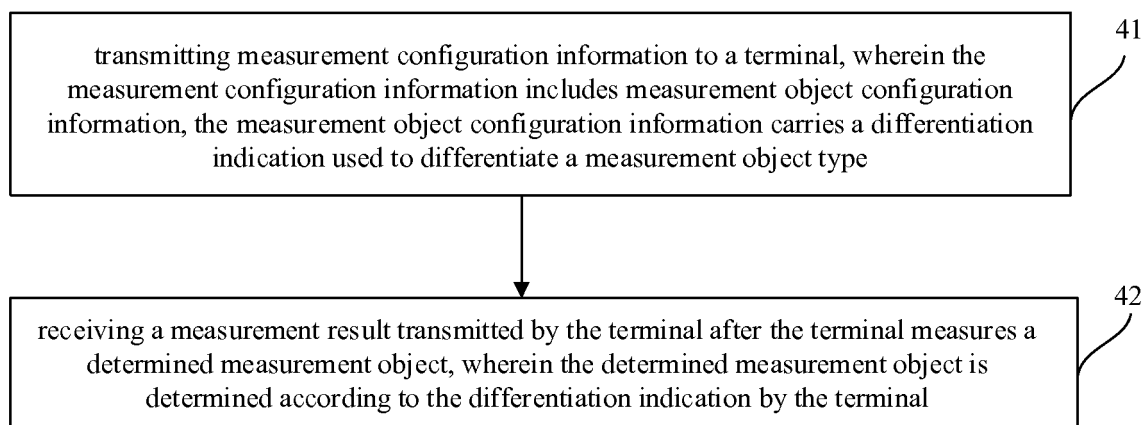 41
transmitting measurement configuration information to a terminal, wherein the
measurement configuration information includes measurement object configuration
information, the measurement object configuration information carries a differentiation
indication used to differentiate a measurement object type
42
receiving a measurement result transmitted by the terminal after the terminal measures a
determined measurement object, wherein the determined measurement object is
determined according to the differentiation indication by the terminal